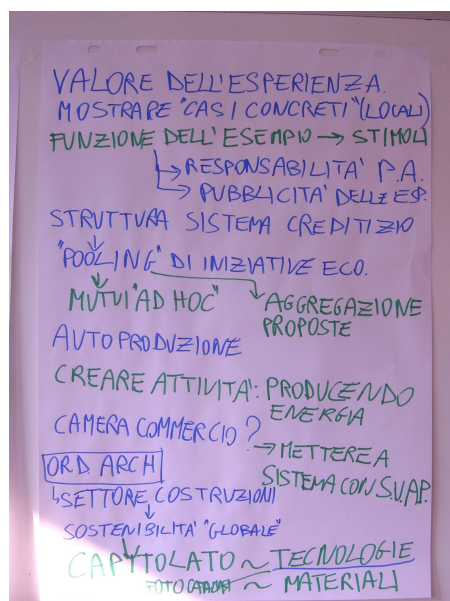 VALORE DELL'ESPERIENZA.
MOSTRARE "CASI CONCRETI" (LOCALI)
FUNZIONE DELL'ESEMPIO → STIMOLI
↳ RESPONSABILITA' P.A.
↳ PUBBLICITA' DELLE ESP.
STRUTTURA SISTEMA CREDITIZIO
"POOLING" DI INIZIATIVE ECO.
MUTUI "AD HOC"
AGGREGAZIONE
PROPOSTE
AUTOPRODUZIONE
CREARE ATTIVITA': PRODUCENDO
ENERGIA
CAMERA COMMERCIO?
→ METTERE A
SISTEMA CON S.U.AP.
ORD. ARCH
↳ SETTORE COSTRUZIONI
SOSTENIBILITA' "GLOBALE"
CAPITOLATO ~ TECNOLOGIE
~ MATERIALI